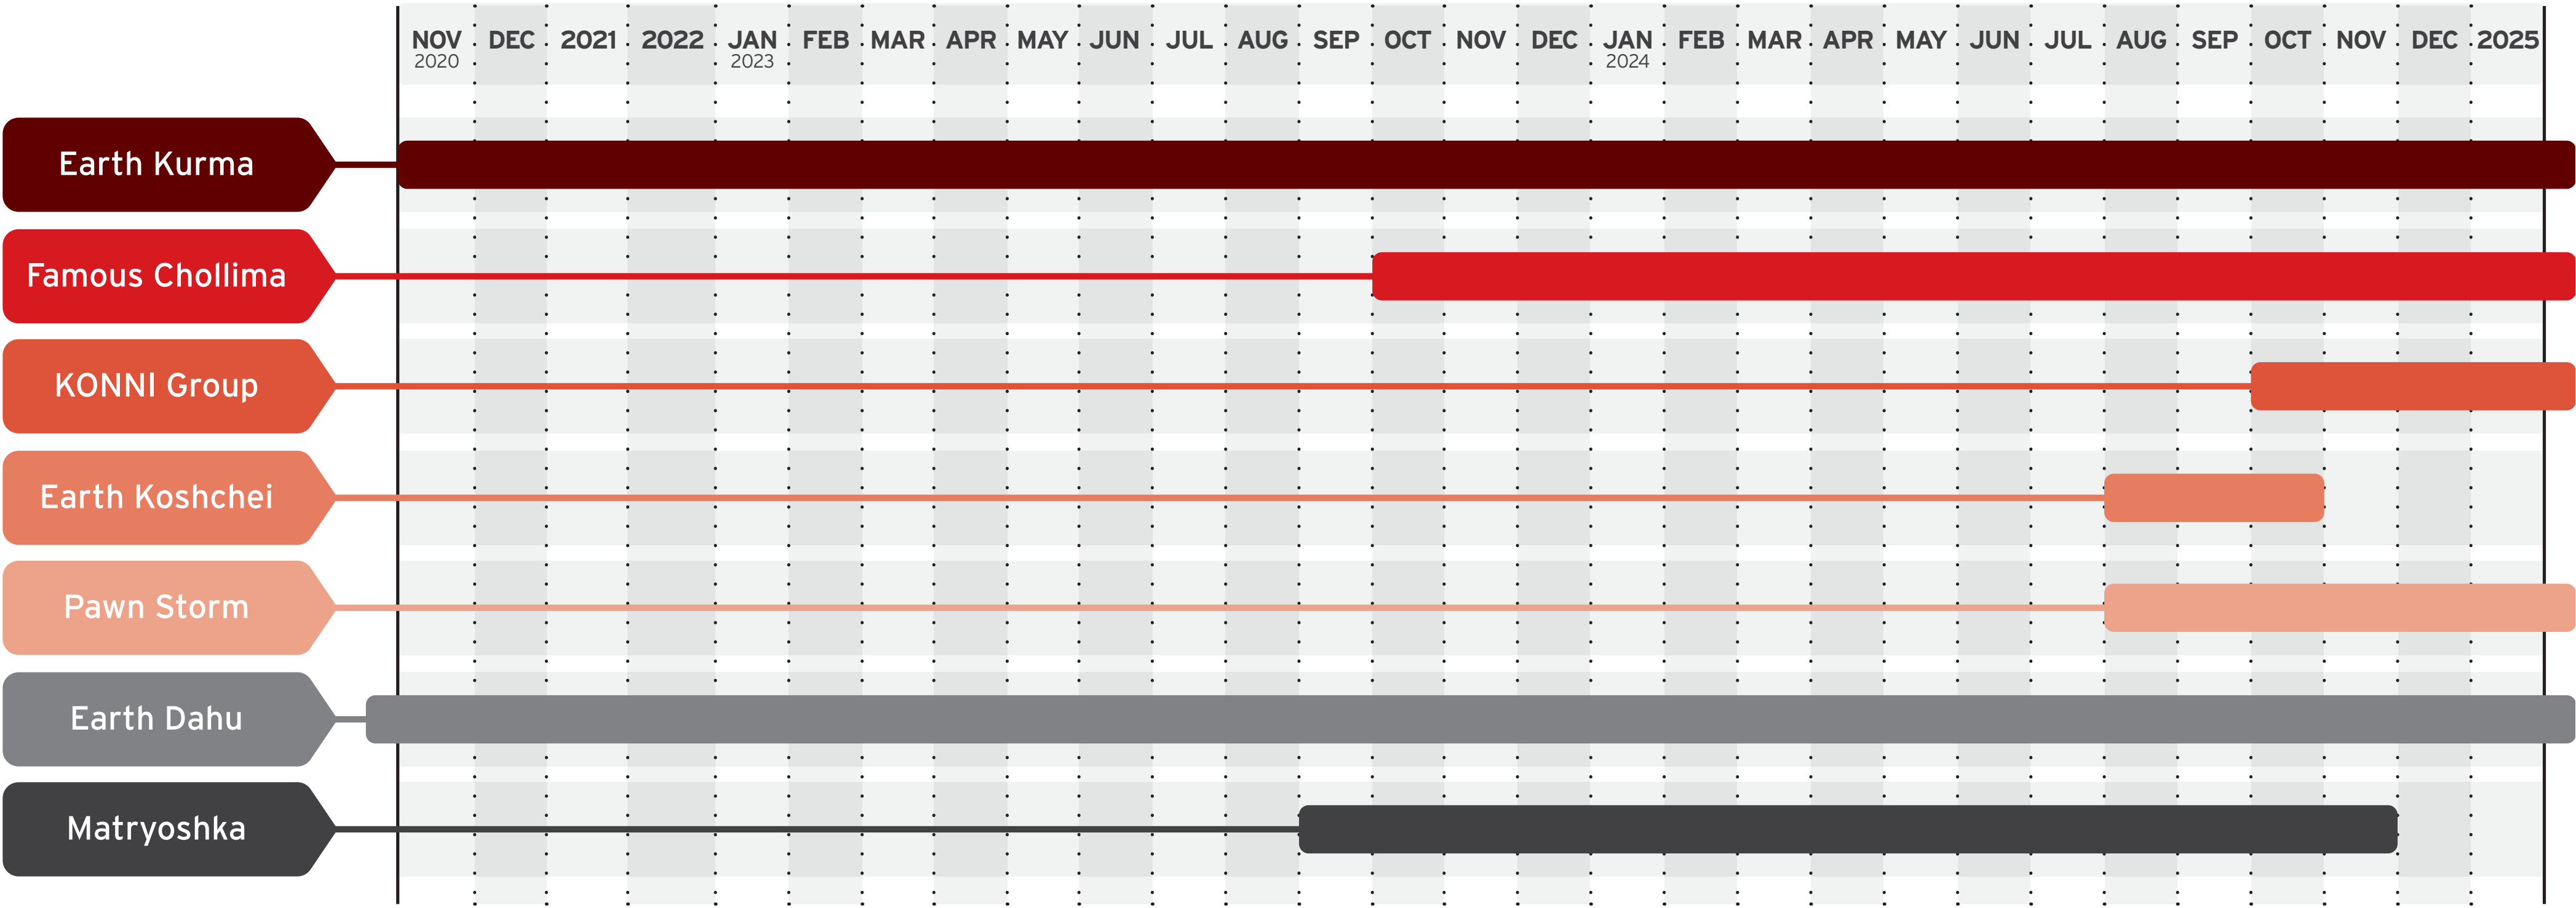 NOV DEC 2021 2022 JAN FEB MAR APR MAY JUN JUL AUG SEP OCT NOV DEC JAN FEB MAR APR MAY JUN JUL AUG SEP OCT NOV DEC 2025
2020 2023 2024
Earth Kurma
Famous Chollima
KONNI Group
Earth Koshchei
Pawn Storm
Earth Dahu
Matryoshka